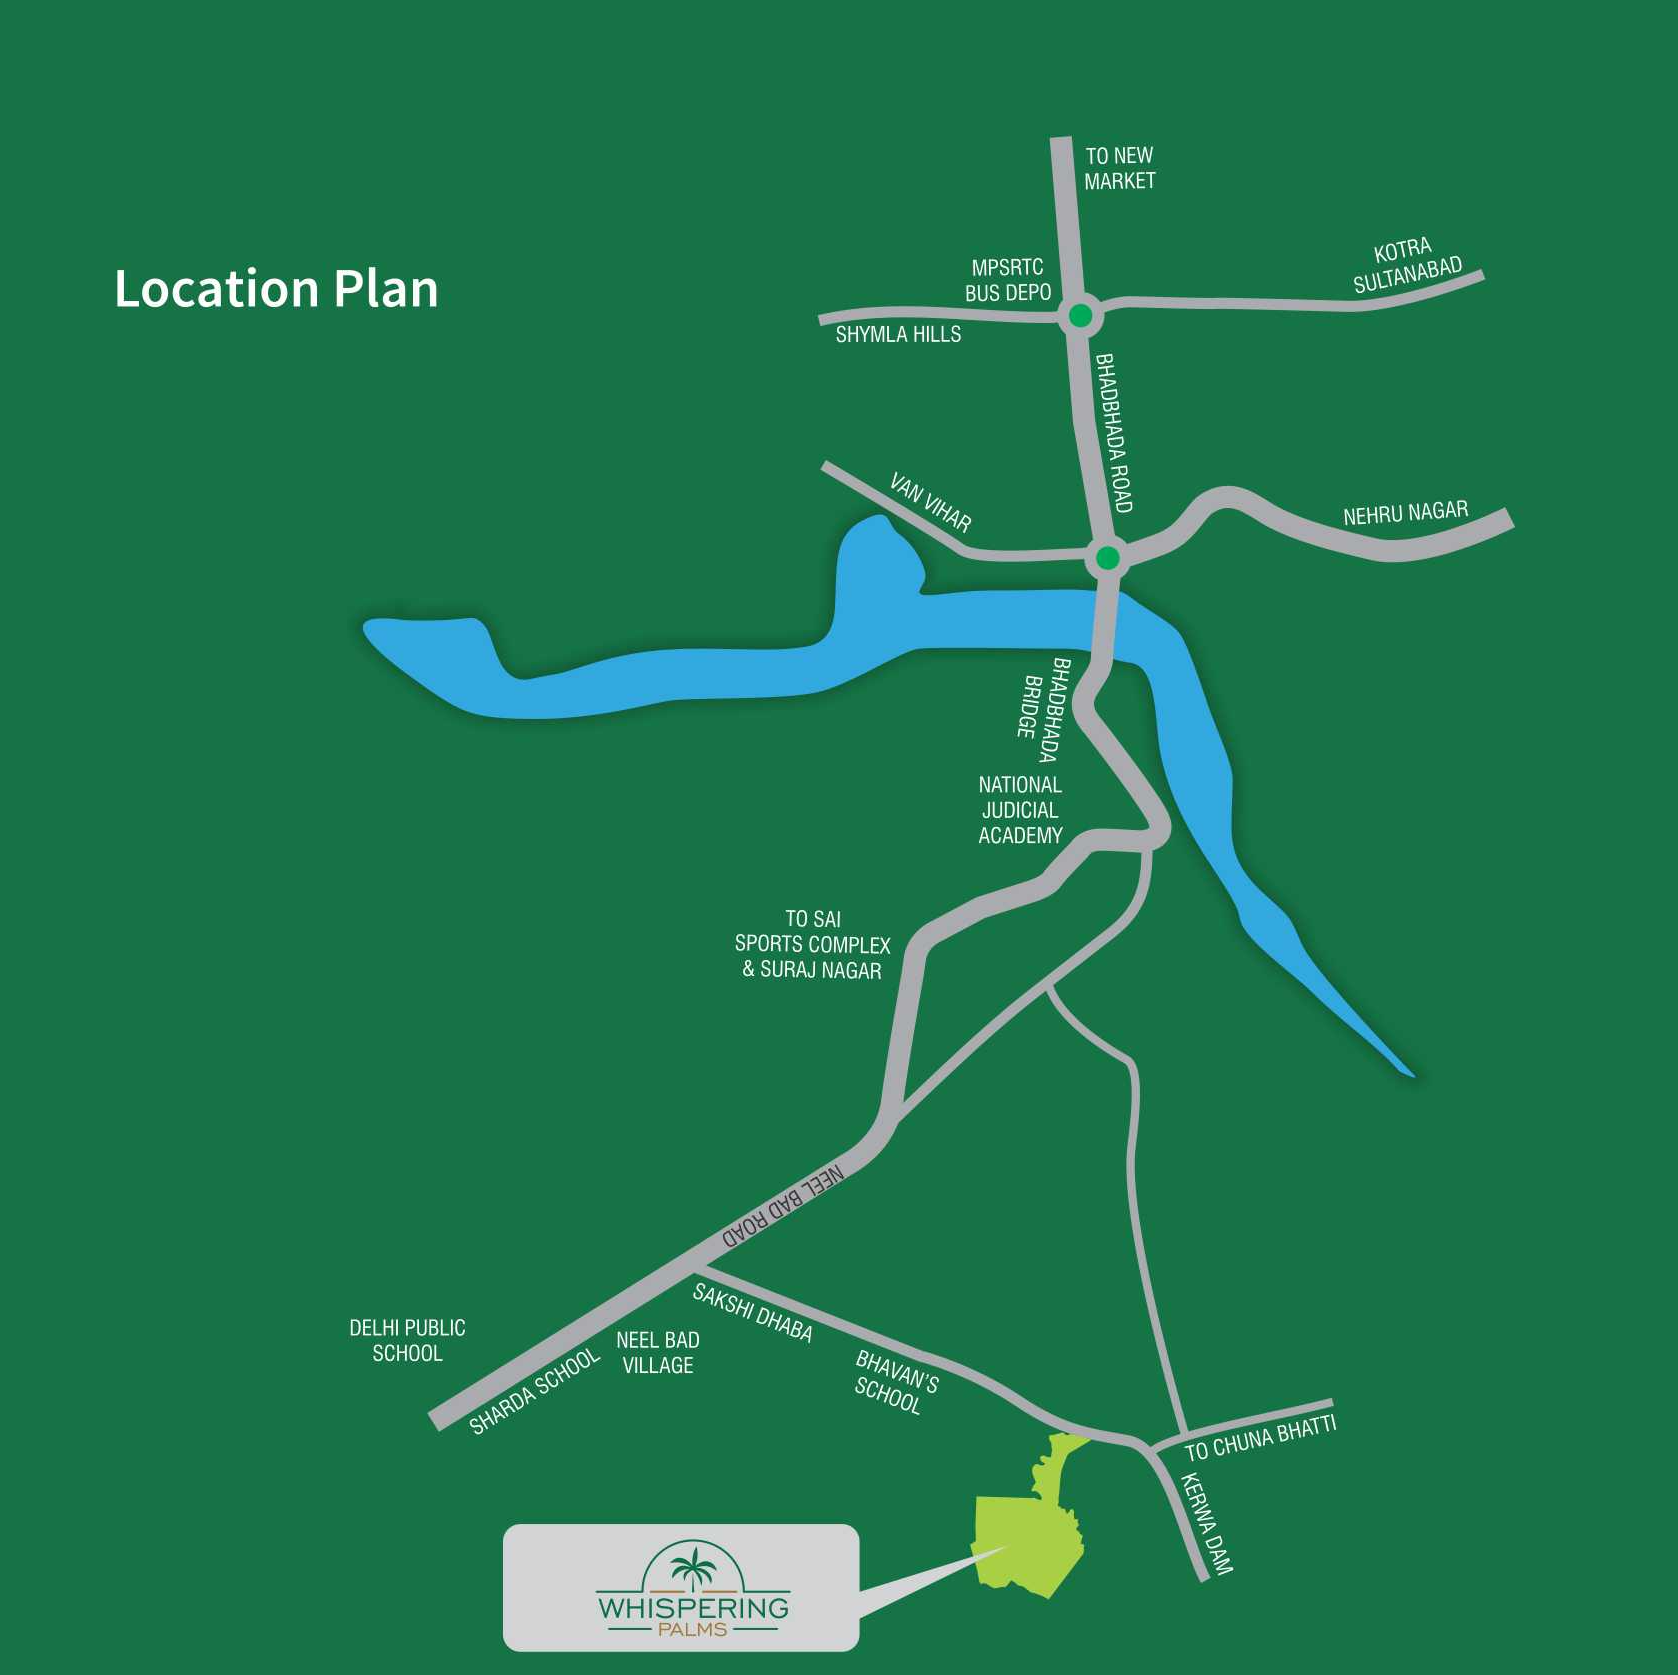 TO NEW
MARKET
KOTRA
SULTANABAD
MPSRTC
BUS DEPO
Location Plan
SHYMLA HILLS
BHADBHADA ROAD
VAN VIHAR
NEHRU NAGAR
BHADBHADA
BRIDGE
NATIONAL
JUDICIAL
ACADEMY
TO SAI
SPORTS COMPLEX
& SURAJ NAGAR
NEEL BAD ROAD
SAKSHI DHABA
DELHI PUBLIC
SCHOOL
NEEL BAD
VILLAGE
SHARDA SCHOOL
BHAVAN'S
SCHOOL
TO CHUNA BHATTI
KERWA DAM
WHISPERING
PALMS